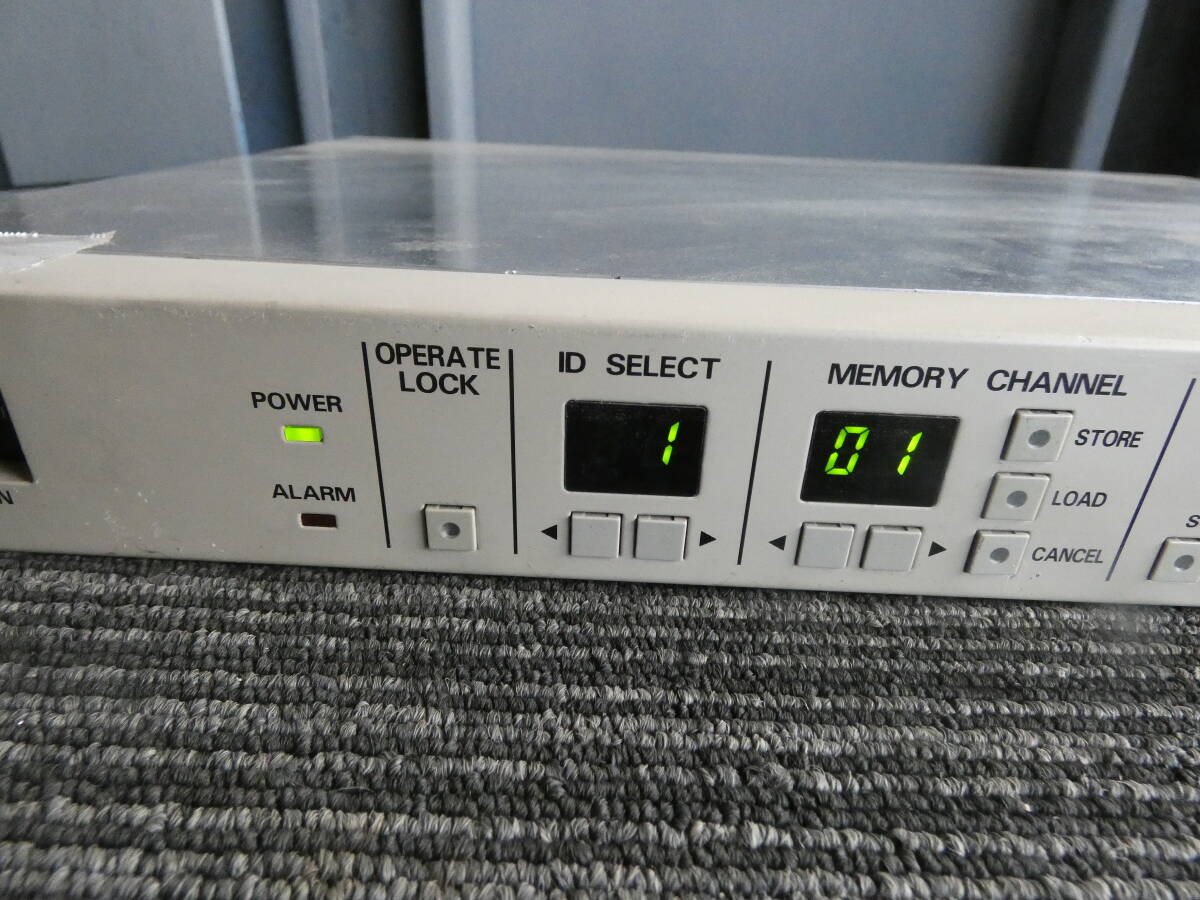 POWER
ALARM
OPERATE
LOCK
ID SELECT
1
MEMORY CHANNEL
01
STORE
LOAD
CANCEL